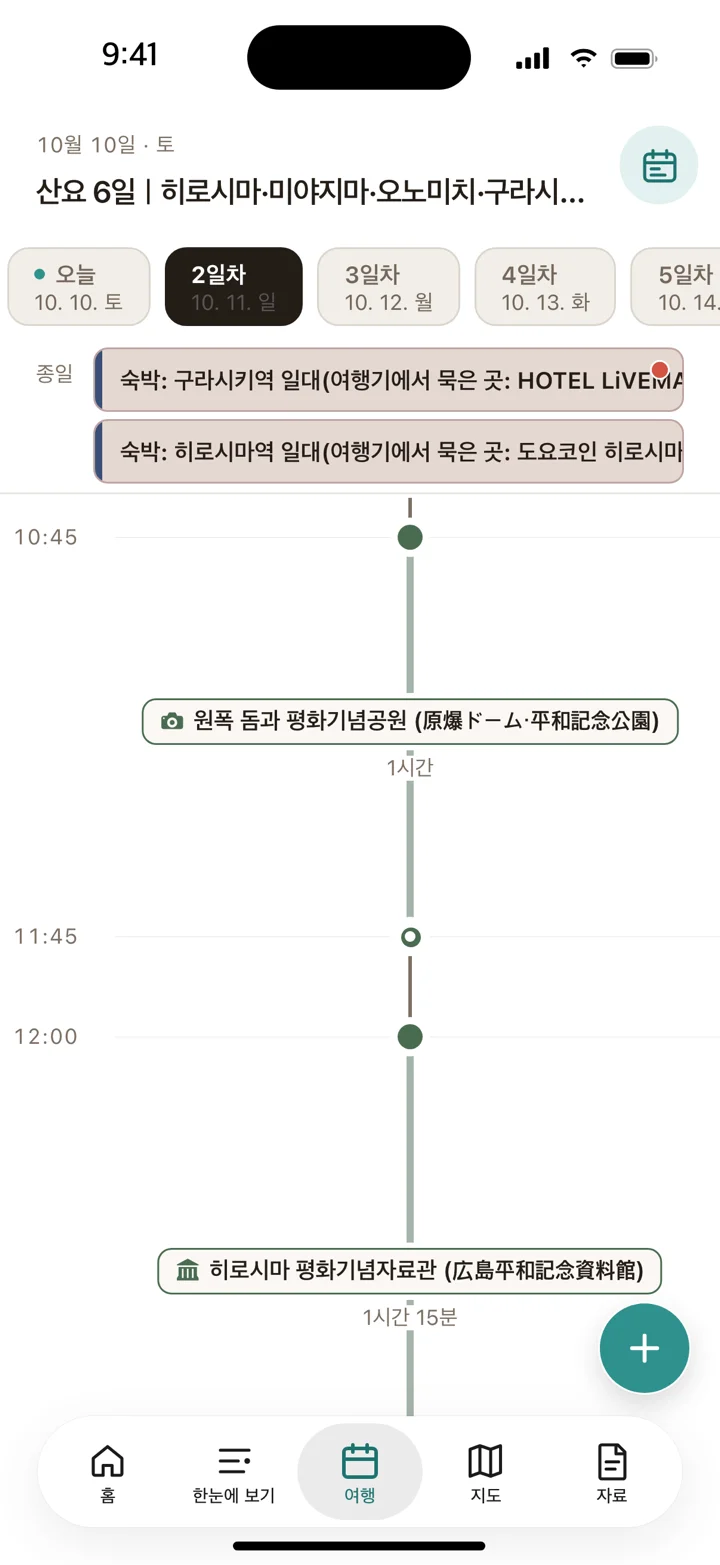 9:41
10월 10일 · 토
산요 6일 | 히로시마·미야지마·오노미치·구라시...
오늘
10. 10. 토
2일차
10. 11. 일
3일차
10. 12. 월
4일차
10. 13. 화
5일차
10. 14.
종일
숙박: 구라시키역 일대(여행기에서 묵은 곳: HOTEL LiVEMA
숙박: 히로시마역 일대(여행기에서 묵은 곳: 도요코인 히로시마
10:45
원폭 돔과 평화기념공원 (原爆ドーム·平和記念公園)
1시간
11:45
12:00
히로시마 평화기념자료관 (広島平和記念資料館)
1시간 15분
홈
한눈에 보기
여행
지도
자료